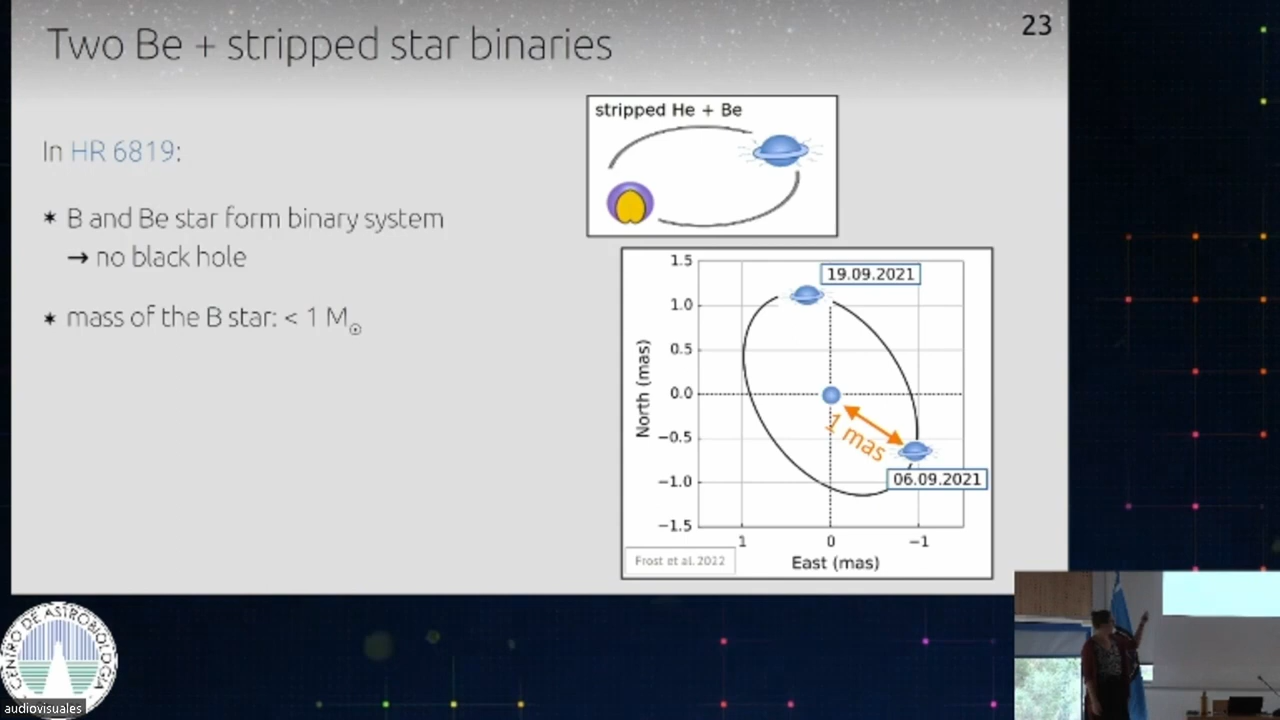 Two Be + stripped star binaries
23
In HR 6819:
✶ B and Be star form binary system
→ no black hole
✶ mass of the B star: < 1 M☉
stripped He + Be
1.5
1.0
0.5
0.0
−0.5
−1.0
−1.5
North (mas)
19.09.2021
1 mas
06.09.2021
1
0
−1
East (mas)
Frost et al. 2022
CENTRO DE ASTROBIOLOGÍA
audiovisuales